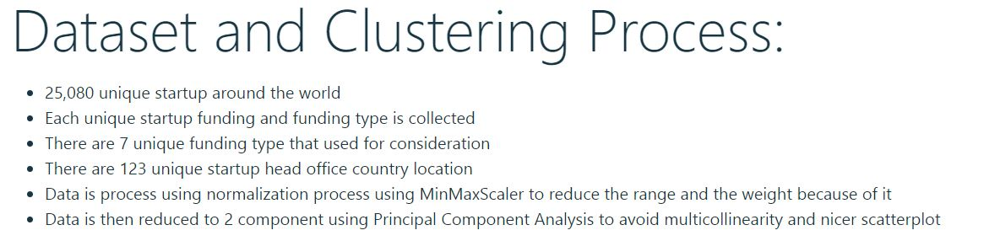 Dataset and Clustering Process:
• 25,080 unique startup around the world
• Each unique startup funding and funding type is collected
• There are 7 unique funding type that used for consideration
• There are 123 unique startup head office country location
• Data is process using normalization process using MinMaxScaler to reduce the range and the weight because of it
• Data is then reduced to 2 component using Principal Component Analysis to avoid multicollinearity and nicer scatterplot